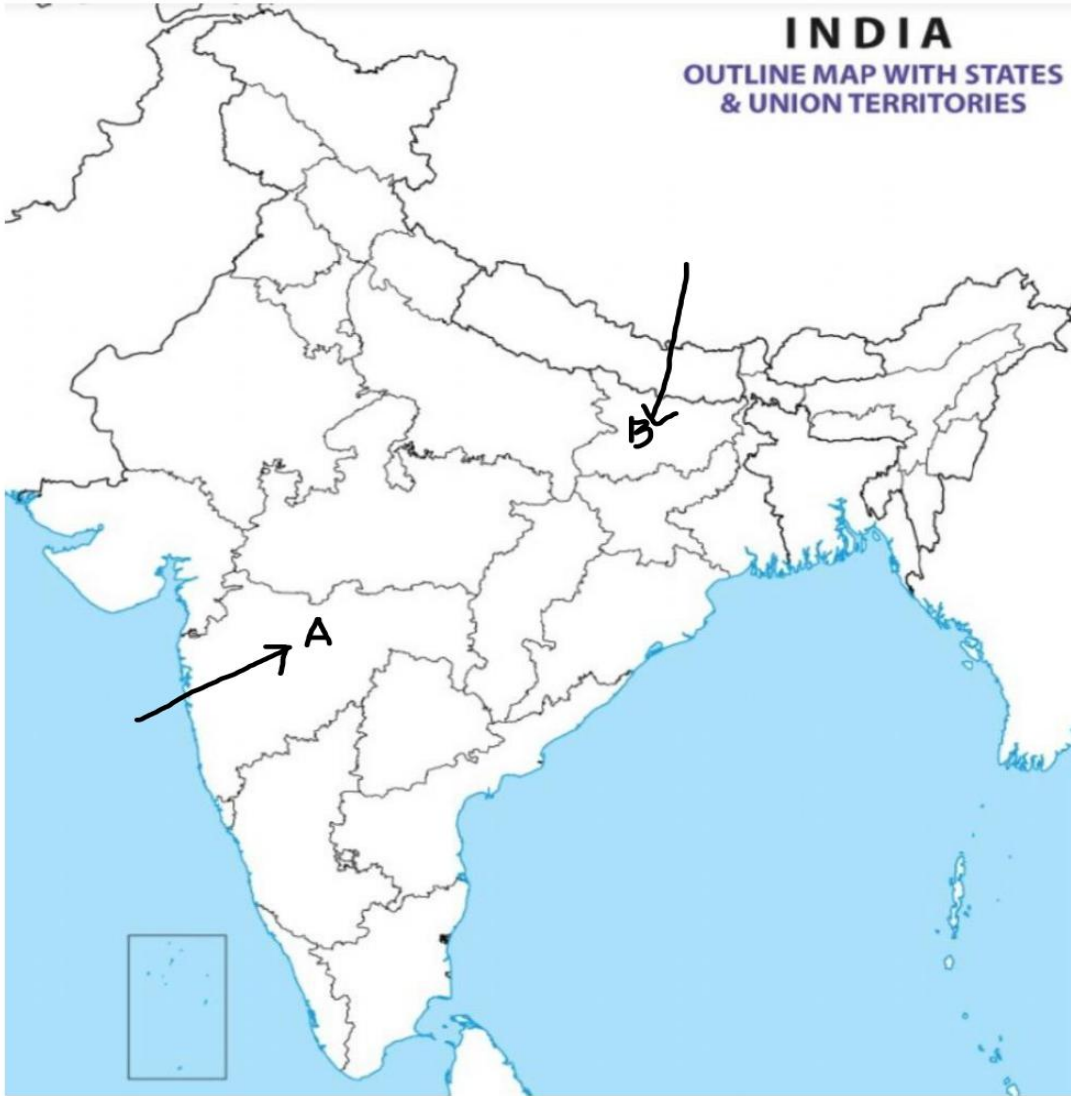 INDIA
OUTLINE MAP WITH STATES
& UNION TERRITORIES
B
A